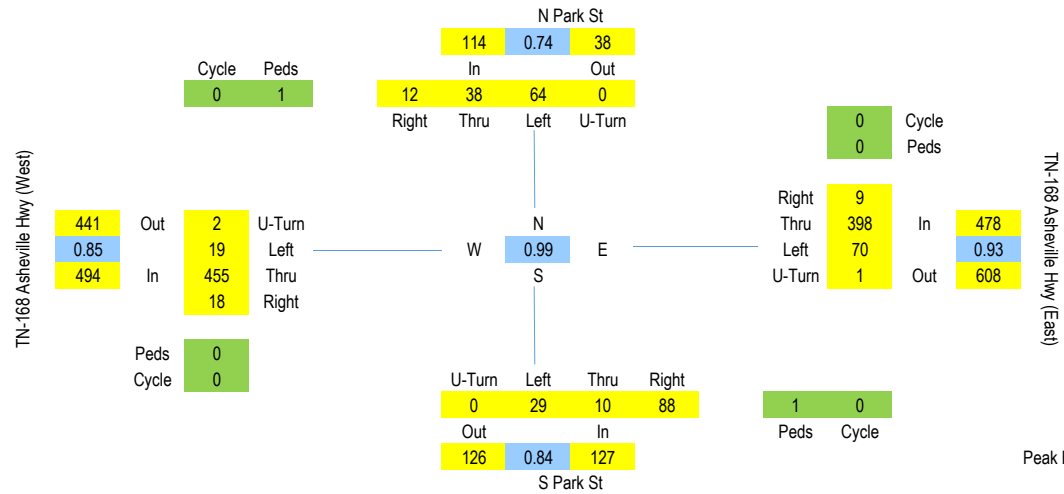 N Park St
114 0.74 38
Cycle Peds In Out
0 1 12 38 64 0
Right Thru Left U-Turn
0 Cycle
0 Peds
TN-168 Asheville Hwy (West)
TN-168 Asheville Hwy (East)
Right 9
441 Out 2 U-Turn N Thru 398 In 478
0.85 19 Left W 0.99 E Left 70 0.93
494 In 455 Thru S U-Turn 1 Out 608
18 Right
Peds 0
Cycle 0
U-Turn Left Thru Right
0 29 10 88 1 0
Out In Peds Cycle
126 0.84 127
S Park St
Peak